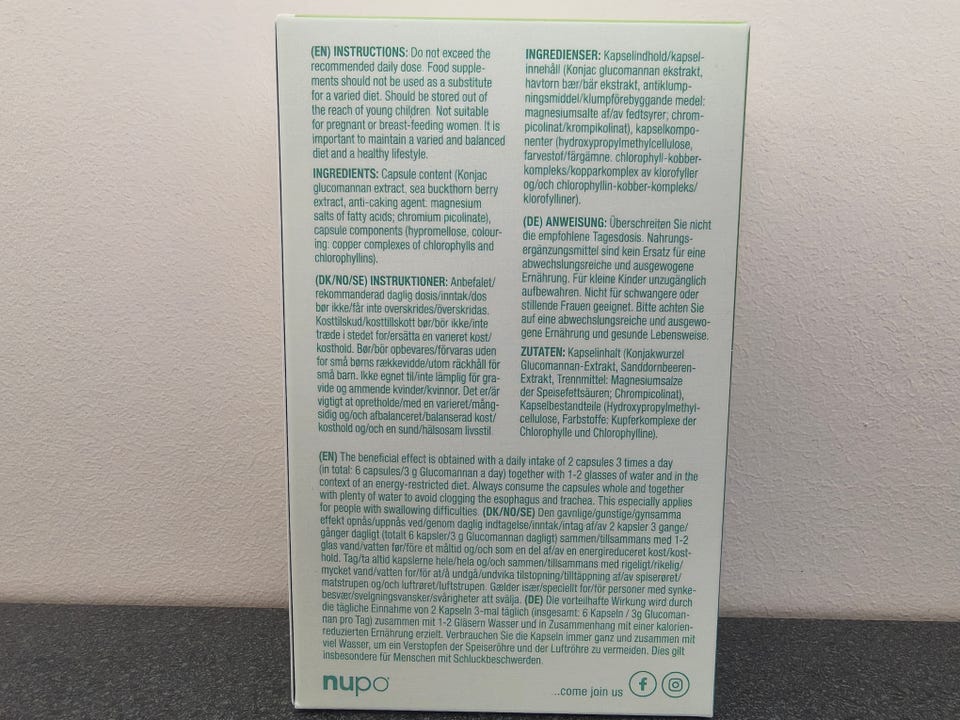 (EN) INSTRUCTIONS: Do not exceed the
recommended daily dose. Food supple-
ments should not be used as a substitute
for a varied diet. Should be stored out of
the reach of young children. Not suitable
for pregnant or breast-feeding women. It is
important to maintain a varied and balanced
diet and a healthy lifestyle.
INGREDIENTS: Capsule content (Konjac
glucomannan extract, sea buckthorn berry
extract, anti-caking agent: magnesium
salts of fatty acids; chromium picolinate),
capsule components (hypromellose, colour-
ing: copper complexes of chlorophylls and
chlorophyllins).
(DK/NO/SE) INSTRUKTIONER: Anbefalet/
rekommanderad daglig dosis/inntak/dos
bør ikke/får inte overskrides/överskridas.
Kosttilskud/kosttillskott bør/bör ikke/inte
træde i stedet for/ersätta en varieret kost/
kosthold. Bør/bör opbevares/förvaras uden
for små børns rækkevidde/utom räckhåll för
små barn. Ikke egnet til/inte lämplig för gra-
vide og ammende kvinder/kvinnor. Det er/är
vigtigt at opretholde/med en varieret/mång-
sidig og/och afbalanceret/balanserad kost/
kosthold og/och en sund/hälsosam livsstil.
INGREDIENSER: Kapselindhold/kapsel-
innehåll (Konjac glucomannan ekstrakt,
havtorn bær/bär ekstrakt, antiklump-
ningsmiddel/klumpförebyggande medel:
magnesiumsalte af/av fedtsyrer; chrom-
picolinat/krompikolinat), kapselkompo-
nenter (hydroxypropylmethylcellulose,
farvestof/färgämne. chlorophyll-kobber-
kompleks/kopparkomplex av klorofyller
og/och chlorophyllin-kobber-kompleks/
klorofylliner).
(DE) ANWEISUNG: Überschreiten Sie nicht
die empfohlene Tagesdosis. Nahrungs-
ergänzungsmittel sind kein Ersatz für eine
abwechslungsreiche und ausgewogene
Ernährung. Für kleine Kinder unzugänglich
aufbewahren. Nicht für schwangere oder
stillende Frauen geeignet. Bitte achten Sie
auf eine abwechslungsreiche und ausgewo-
gene Ernährung und gesunde Lebensweise.
ZUTATEN: Kapselinhalt (Konjakwurzel
Glucomannan-Extrakt, Sanddornbeeren-
Extrakt, Trennmittel: Magnesiumsalze
der Speisefettsäuren; Chrompicolinat),
Kapselbestandteile (Hydroxypropylmethyl-
cellulose, Farbstoffe: Kupferkomplexe der
Chlorophylle und Chlorophylline).
(EN) The beneficial effect is obtained with a daily intake of 2 capsules 3 times a day
(in total: 6 capsules/3 g Glucomannan a day) together with 1-2 glasses of water and in the
context of an energy-restricted diet. Always consume the capsules whole and together
with plenty of water to avoid clogging the esophagus and trachea. This especially applies
for people with swallowing difficulties. (DK/NO/SE) Den gavnlige/gunstige/gynsamma
effekt opnås/uppnås ved/genom daglig indtagelse/inntak/intag af/av 2 kapsler 3 gange/
gånger dagligt (totalt 6 kapsler/3 g Glucomannan dagligt) sammen/tillsammans med 1-2
glas vand/vatten før/före et måltid og/och som en del af/av en energireduceret kost/kost-
hold. Tag/ta altid kapslerne hele/hela og/och sammen/tillsammans med rigeligt/rikelig/
mycket vand/vatten for/för at/å undgå/undvika tilstopning/tilltäppning af/av spiserøret/
matstrupen og/och luftrøret/luftstrupen. Gælder især/speciellt for/för personer med synke-
besvær/svelgningsvansker/svårigheter att svälja. (DE) Die vorteilhafte Wirkung wird durch
die tägliche Einnahme von 2 Kapseln 3-mal täglich (insgesamt: 6 Kapseln / 3g Glucoman-
nan pro Tag) zusammen mit 1-2 Gläsern Wasser und in Zusammenhang mit einer kalorien-
reduzierten Ernährung erzielt. Verbrauchen Sie die Kapseln immer ganz und zusammen mit
viel Wasser, um ein Verstopfen der Speiseröhre und der Luftröhre zu vermeiden. Dies gilt
insbesondere für Menschen mit Schluckbeschwerden.
nupo
...come join us